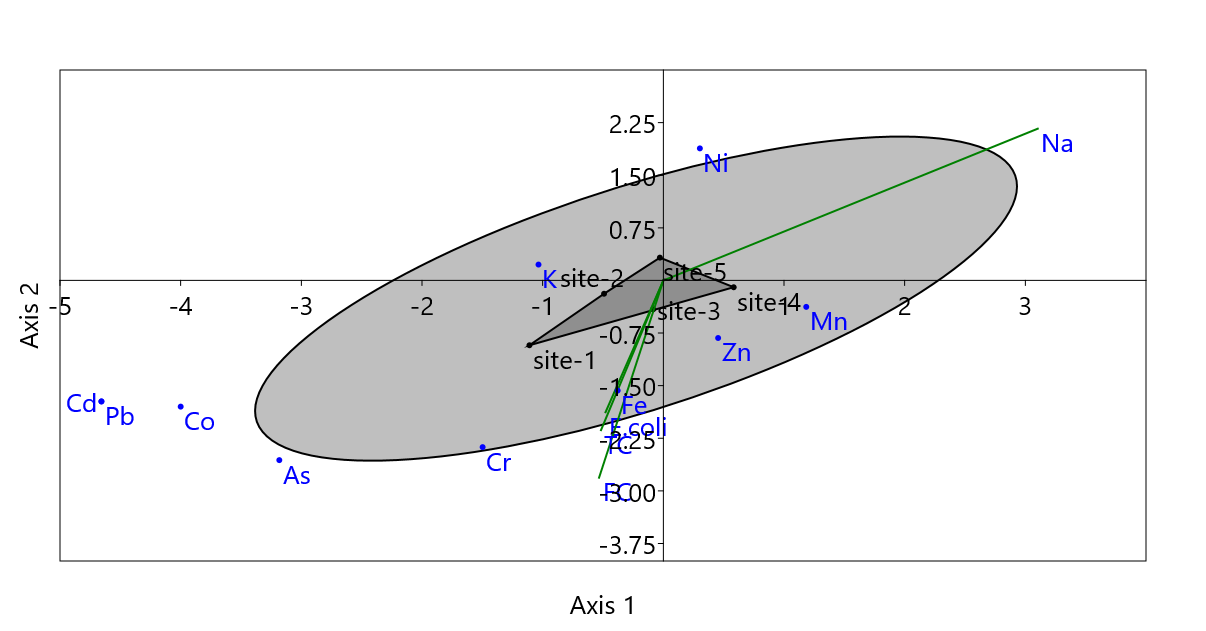 2.25
Na
Ni
1.50
0.75
K
site-2
site-5
-5
-4
-3
-2
-1
site-4
1
2
3
site-3
Mn
Axis 2
-0.75
Zn
site-1
-1.50
Cd
Pb
Co
Fe
E.coli
-2.25
TC
Cr
As
FC
-3.00
-3.75
Axis 1